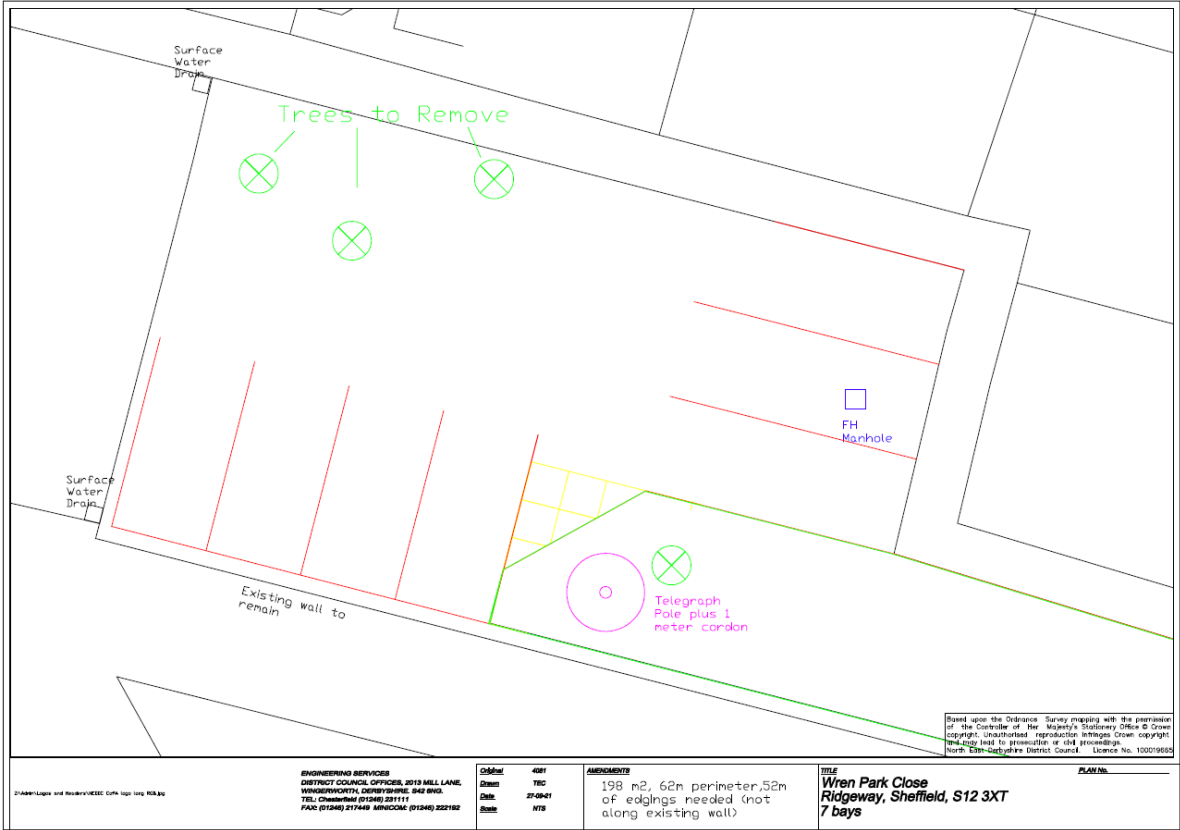 Surface
Water
Drain
Trees to Remove
FH
Manhole
Surface
Water
Drain
Existing wall to
remain
Telegraph
Pole plus 1
meter cordon
Based upon the Ordnance Survey mapping with the permission
of the Controller of Her Majesty's Stationery Office © Crown
copyright. Unauthorised reproduction infringes Crown copyright
and may lead to prosecution or civil proceedings.
North East Derbyshire District Council. Licence No. 100019665
ENGINEERING SERVICES
DISTRICT COUNCIL OFFICES, 2013 MILL LANE,
WINGERWORTH, DERBYSHIRE. S42 6NG.
TEL: Chesterfield (01246) 231111
FAX: (01246) 217446 MINICOM: (01246) 222192
Original 4081
Drawn TEC
Date 27-09-21
Scale NTS
AMENDMENTS
198 m2, 62m perimeter,52m
of edgings needed (not
along existing wall)
TITLE
Wren Park Close
Ridgeway, Sheffield, S12 3XT
7 bays
PLAN No.